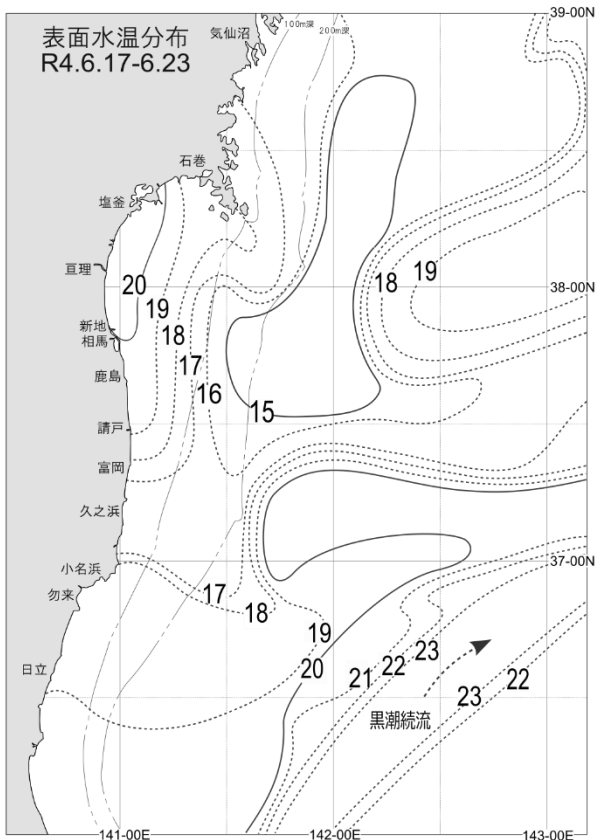 39-00N
表面水温分布
R4.6.17-6.23
気仙沼
100m深
200m深
石巻
塩釜
亘理
20
19
18
17
16
15
18
19
38-00N
新地
相馬
鹿島
請戸
富岡
久之浜
小名浜
勿来
日立
37-00N
17
18
19
20
21
22
23
23
22
黒潮続流
141-00E
142-00E
143-00E